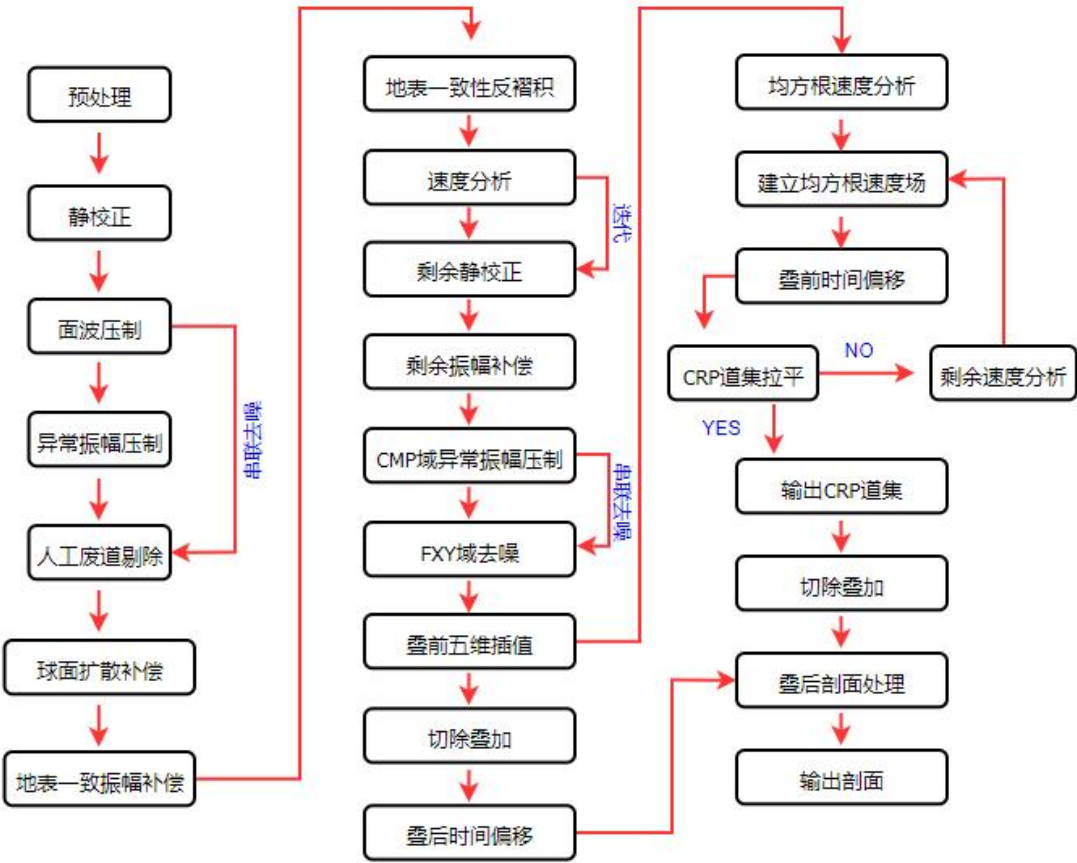 预处理
静校正
面波压制
串联去噪
异常振幅压制
人工废道剔除
球面扩散补偿
地表一致振幅补偿
地表一致性反褶积
速度分析
迭代
剩余静校正
剩余振幅补偿
CMP域异常振幅压制
串联去噪
FXY域去噪
叠前五维插值
切除叠加
叠后时间偏移
均方根速度分析
建立均方根速度场
叠前时间偏移
CRP道集拉平
NO
剩余速度分析
YES
输出CRP道集
切除叠加
叠后剖面处理
输出剖面